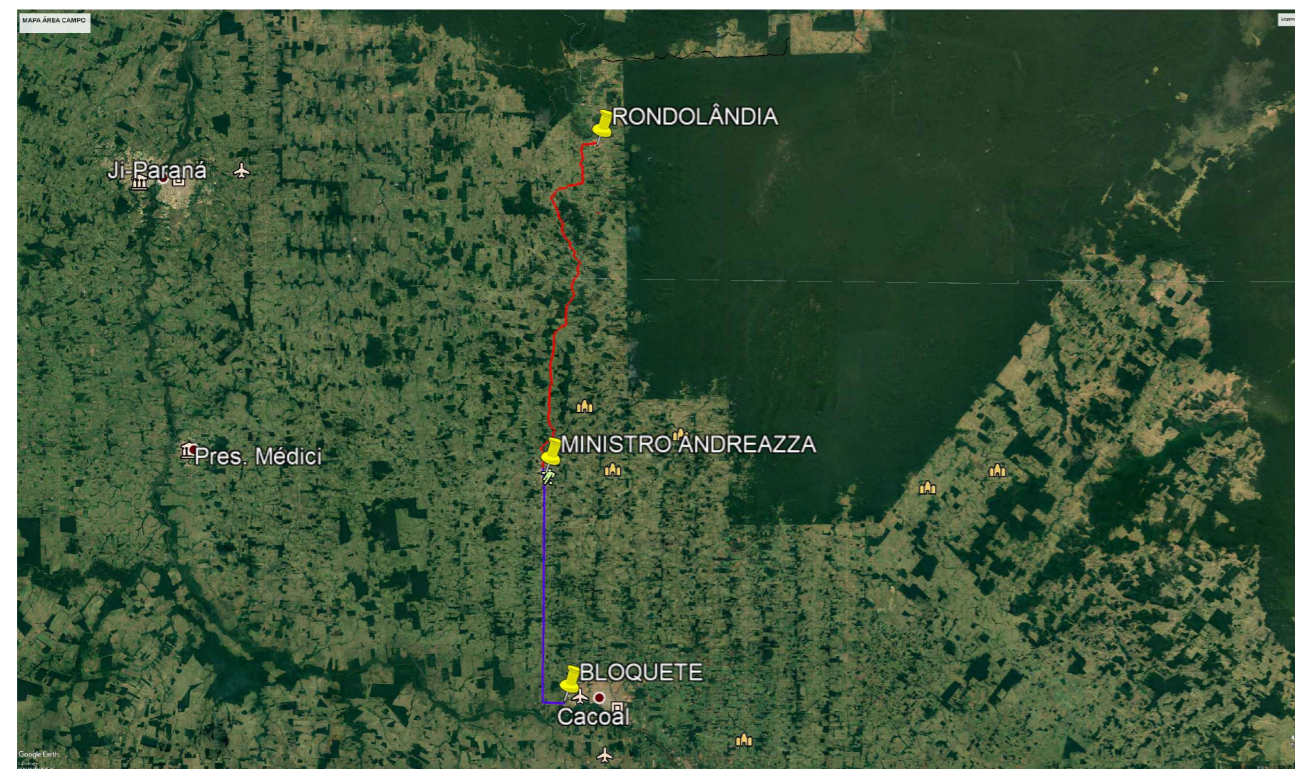 MAPA ÁREA CAMPO
RONDOLÂNDIA
Ji-Paraná
MINISTRO ANDREAZZA
Pres. Médici
BLOQUETE
Cacoal
Google Earth